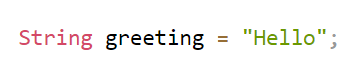 String greeting = "Hello";